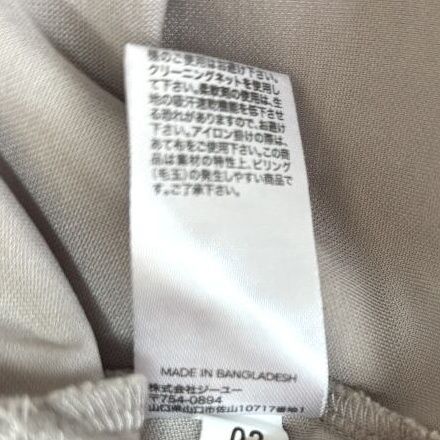 のご使用はお避け下さい。
クリーニングネットを使用し
て下さい。柔軟剤の使用は、生
地の吸汗速乾機能を低下させ
る恐れがありますので、お避け
下さい。アイロン掛けの際は、
あて布をご使用下さい。この商
品は素材の特性上、ピリング
(毛玉)の発生しやすい商品で
す。ご了承下さい。
MADE IN BANGLADESH
株式会社ジーユー
〒754-0894
山口県山口市佐山10717番地1
02